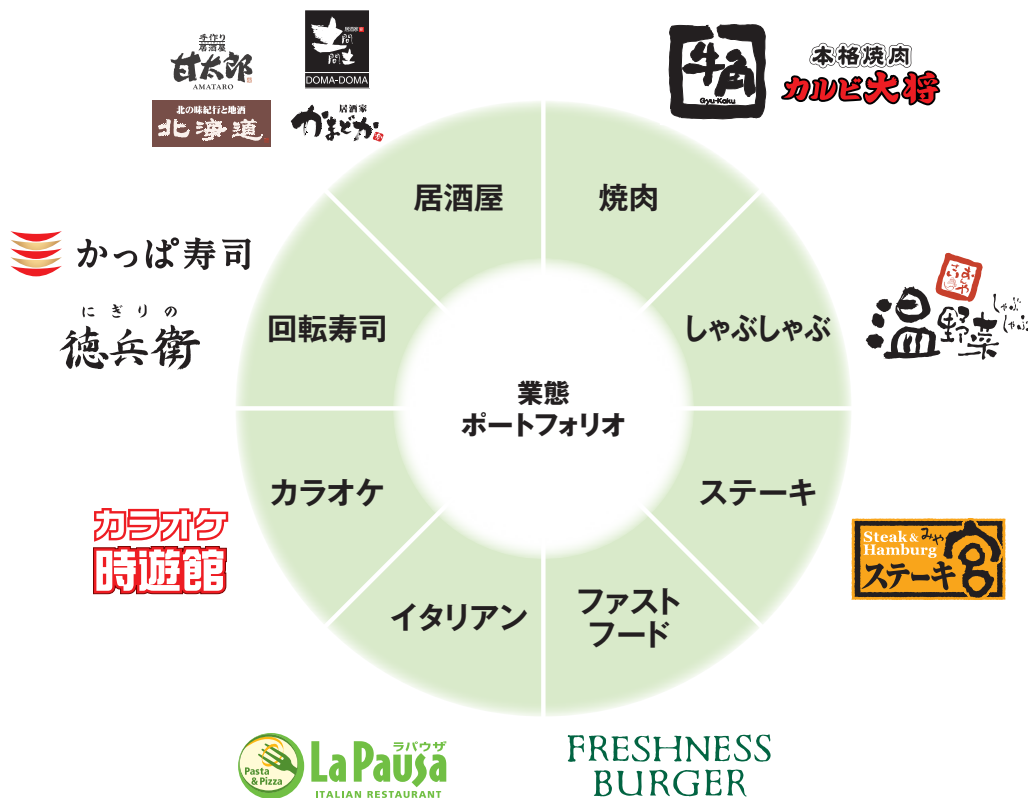 手作り
居酒屋
甘太郎
AMATARO
居酒屋
土間
土間
DOMA-DOMA
北の味紀行と地酒
北海道
居酒家
かまどか
牛角
Gyu-Kaku
本格焼肉
カルビ大将
居酒屋
焼肉
かっぱ寿司
にぎりの
徳兵衛
回転寿司
しゃぶしゃぶ
温野菜
しゃぶ
しゃぶ
業態
ポートフォリオ
カラオケ
ステーキ
カラオケ
時遊館
Steak &
Hamburg
みや
ステーキ宮
イタリアン
ファスト
フード
Pasta
& Pizza
ラパウザ
La Pausa
ITALIAN RESTAURANT
FRESHNESS
BURGER